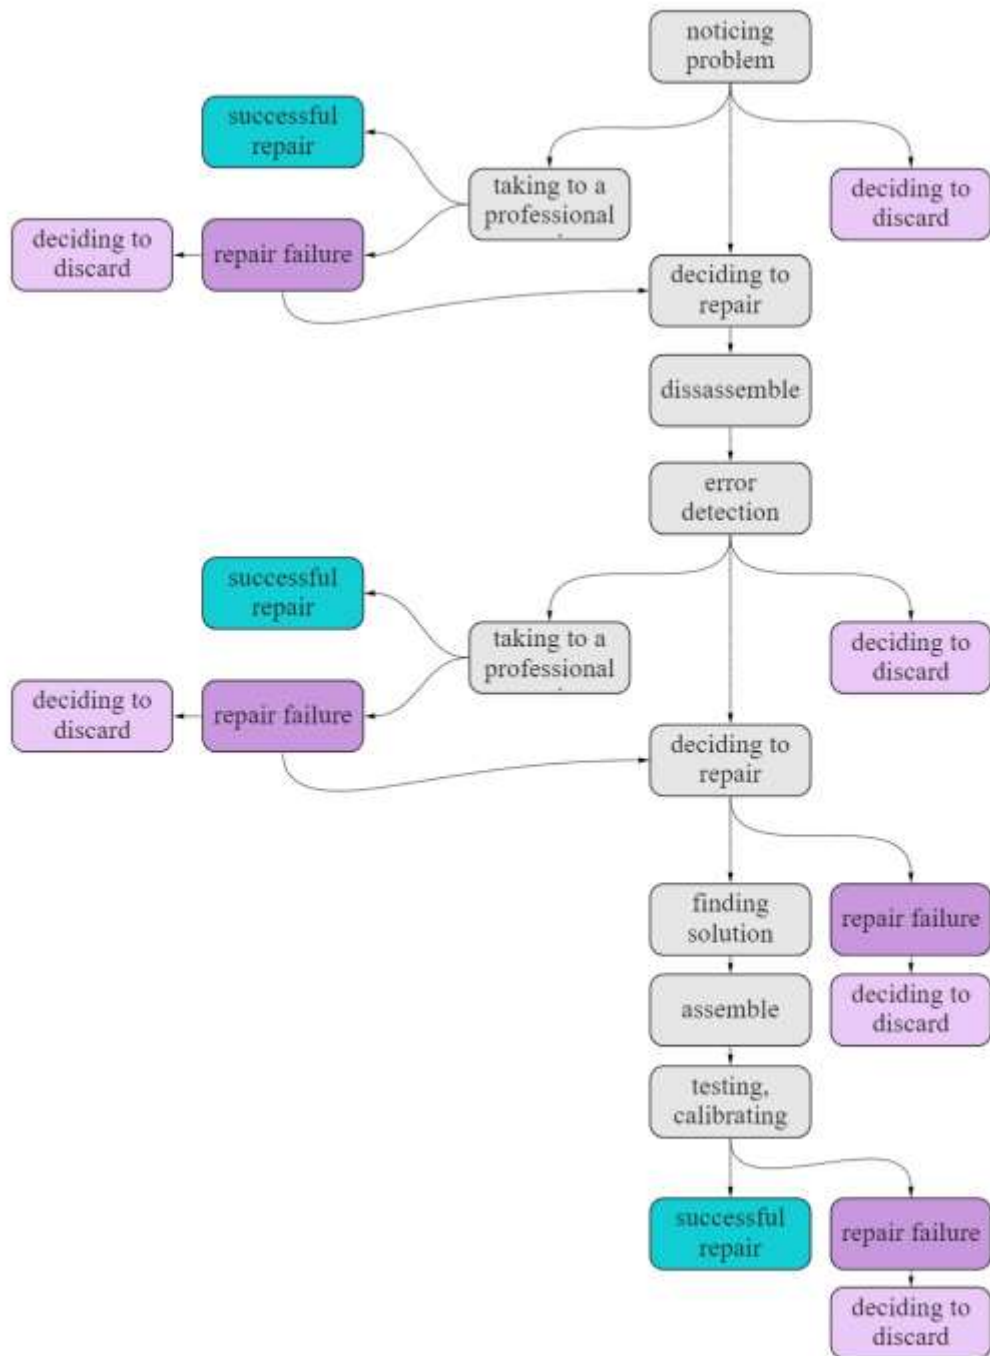 noticing
problem
successful
repair
taking to a
professional
deciding to
discard
deciding to
discard
repair failure
deciding to
repair
dissassemble
error
detection
successful
repair
taking to a
professional
deciding to
discard
deciding to
discard
repair failure
deciding to
repair
finding
solution
repair failure
assemble
deciding to
discard
testing,
calibrating
successful
repair
repair failure
deciding to
discard